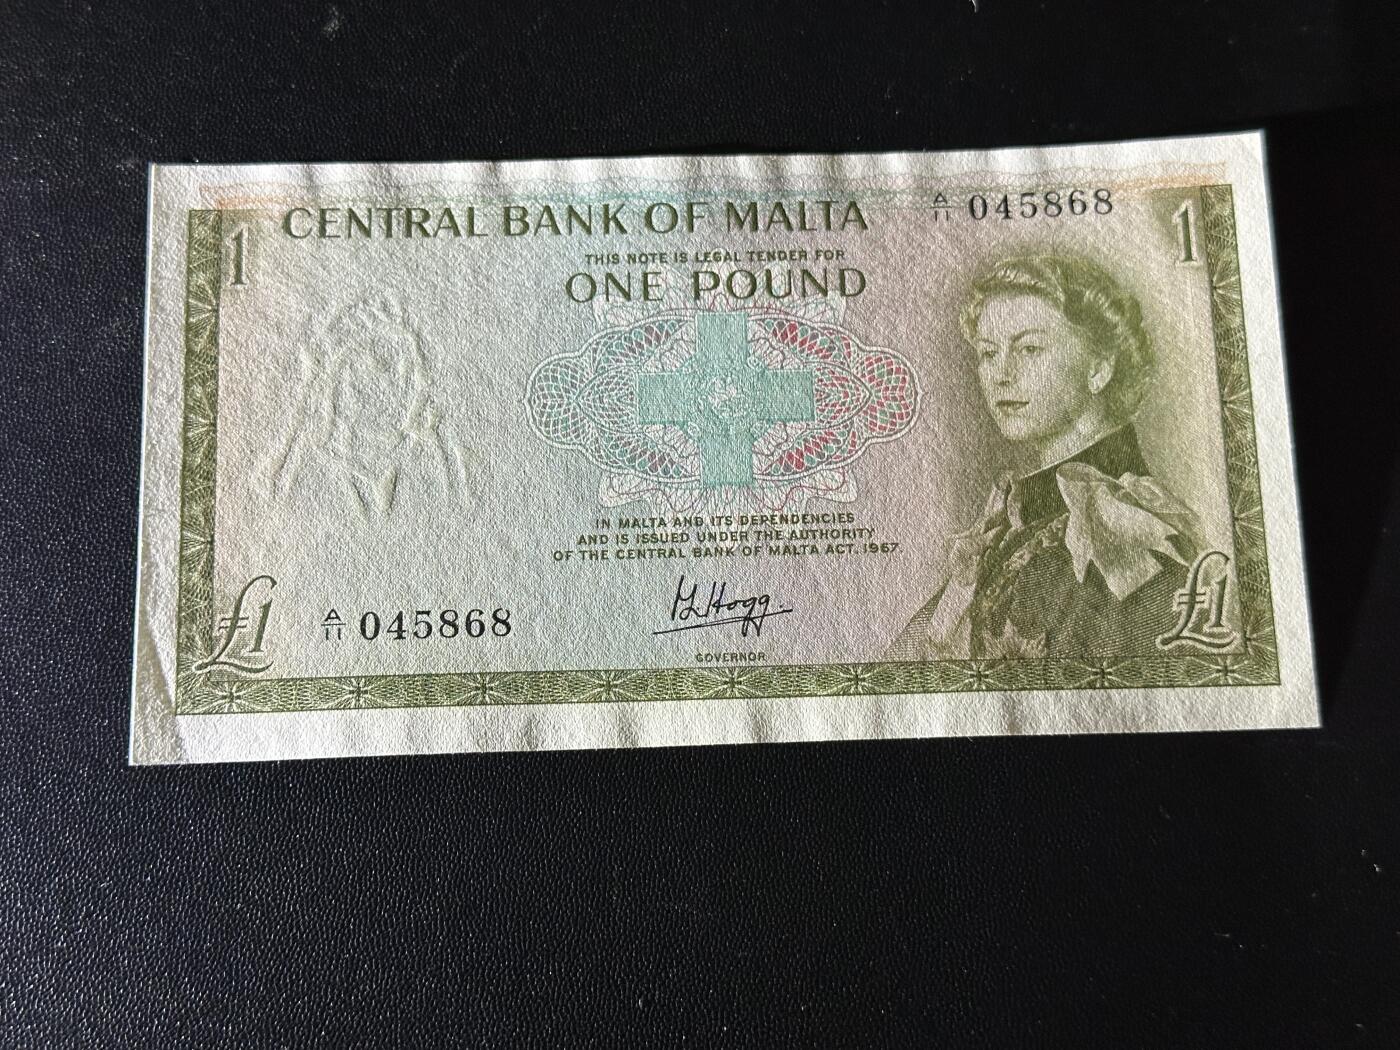 1
CENTRAL BANK OF MALTA
A/11 045868
1
THIS NOTE IS LEGAL TENDER FOR
ONE POUND
IN MALTA AND ITS DEPENDENCIES
AND IS ISSUED UNDER THE AUTHORITY
OF THE CENTRAL BANK OF MALTA ACT. 1967.
£1
A/11 045868
Hogg
GOVERNOR
£1